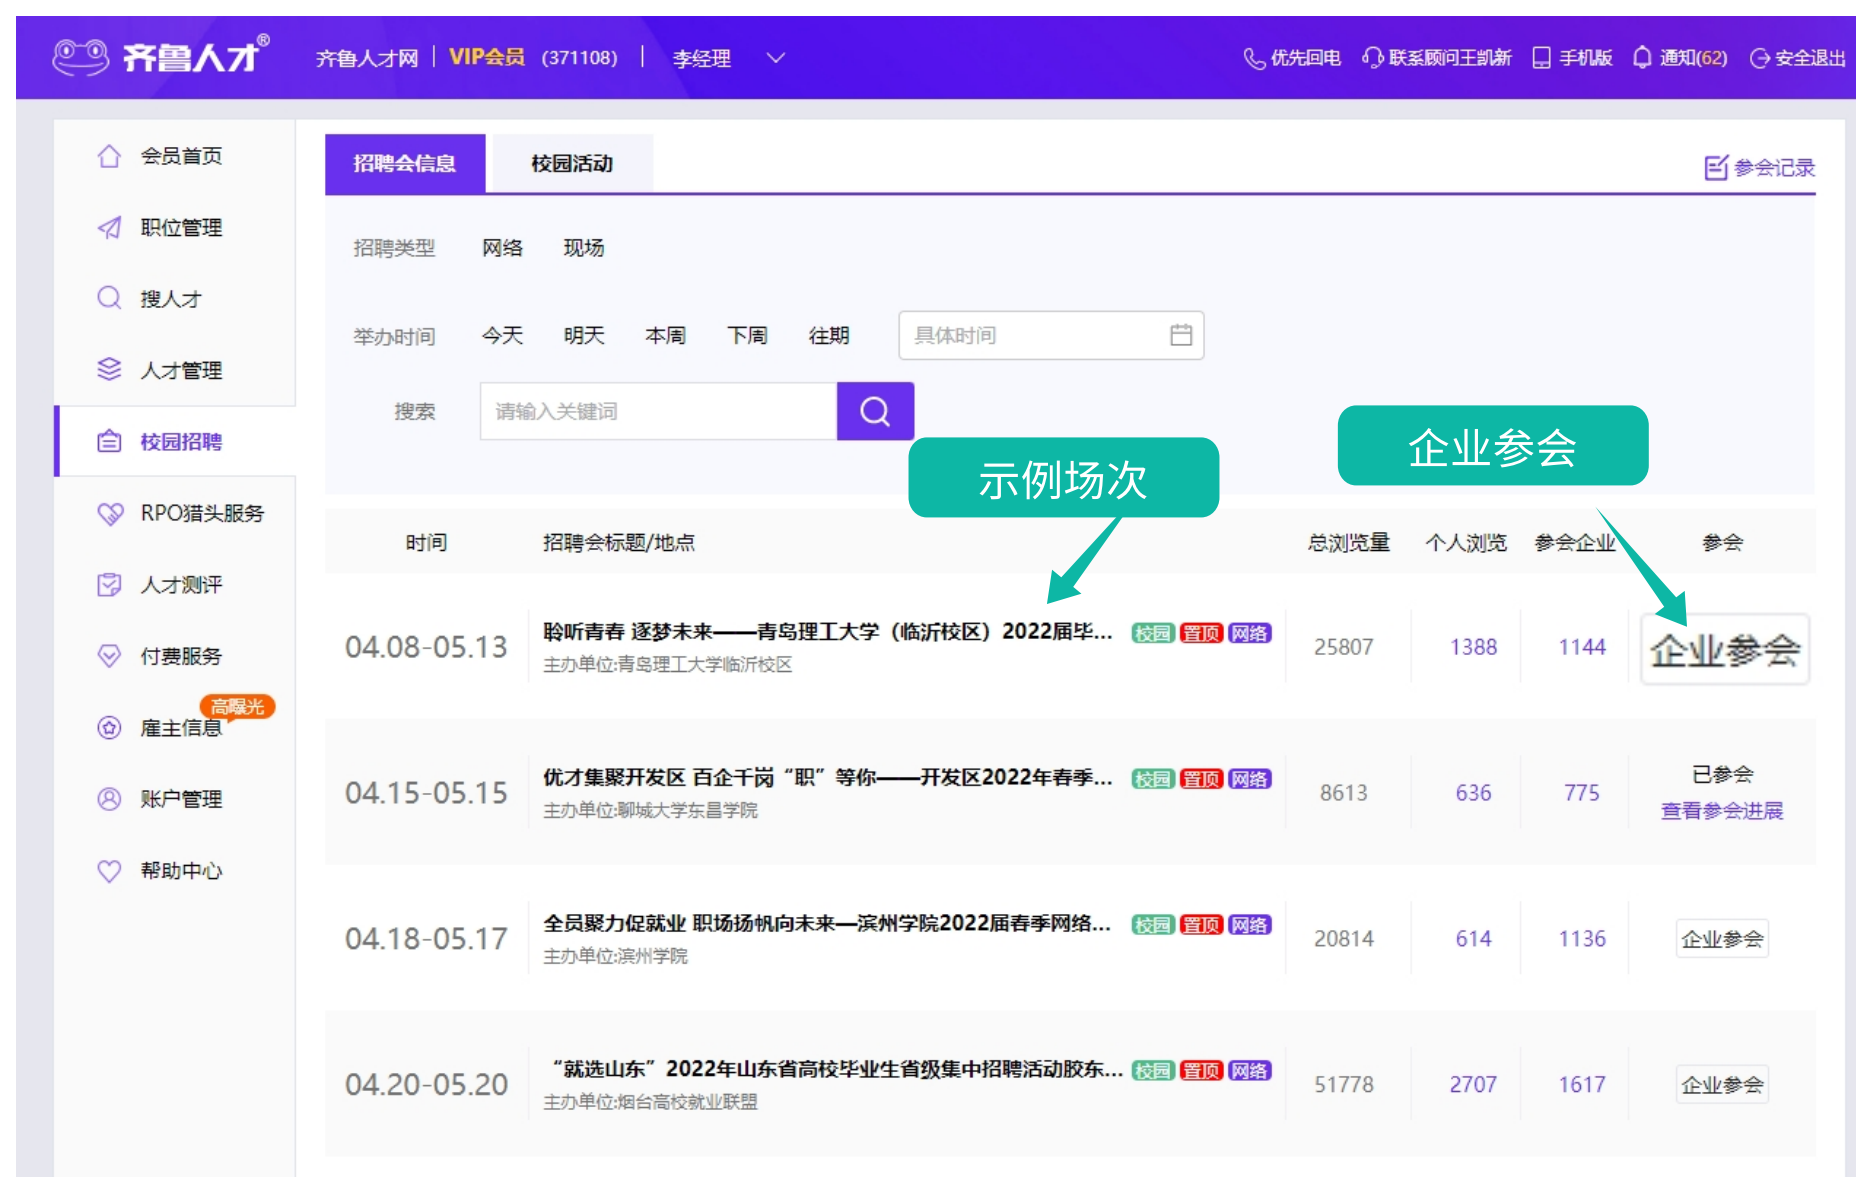 齐鲁人才®
齐鲁人才网 VIP会员 (371108) 李经理
优先回电 联系顾问王凯新 手机版 通知(62) 安全退出
会员首页
职位管理
搜人才
人才管理
校园招聘
RPO猎头服务
人才测评
付费服务
高曝光
雇主信息
账户管理
帮助中心
招聘会信息 校园活动 参会记录
招聘类型 网络 现场
举办时间 今天 明天 本周 下周 往期 具体时间
搜索 请输入关键词
示例场次 企业参会
时间 招聘会标题/地点 总浏览量 个人浏览 参会企业 参会
04.08-05.13 聆听青春 逐梦未来——青岛理工大学（临沂校区）2022届毕... 校园 置顶 网络 25807 1388 1144 企业参会
主办单位:青岛理工大学临沂校区
04.15-05.15 优才集聚开发区 百企千岗“职”等你——开发区2022年春季... 校园 置顶 网络 8613 636 775 已参会
主办单位:聊城大学东昌学院 查看参会进展
04.18-05.17 全员聚力促就业 职场扬帆向未来—滨州学院2022届春季网络... 校园 置顶 网络 20814 614 1136 企业参会
主办单位:滨州学院
04.20-05.20 “就选山东”2022年山东省高校毕业生省级集中招聘活动胶东... 校园 置顶 网络 51778 2707 1617 企业参会
主办单位:烟台高校就业联盟